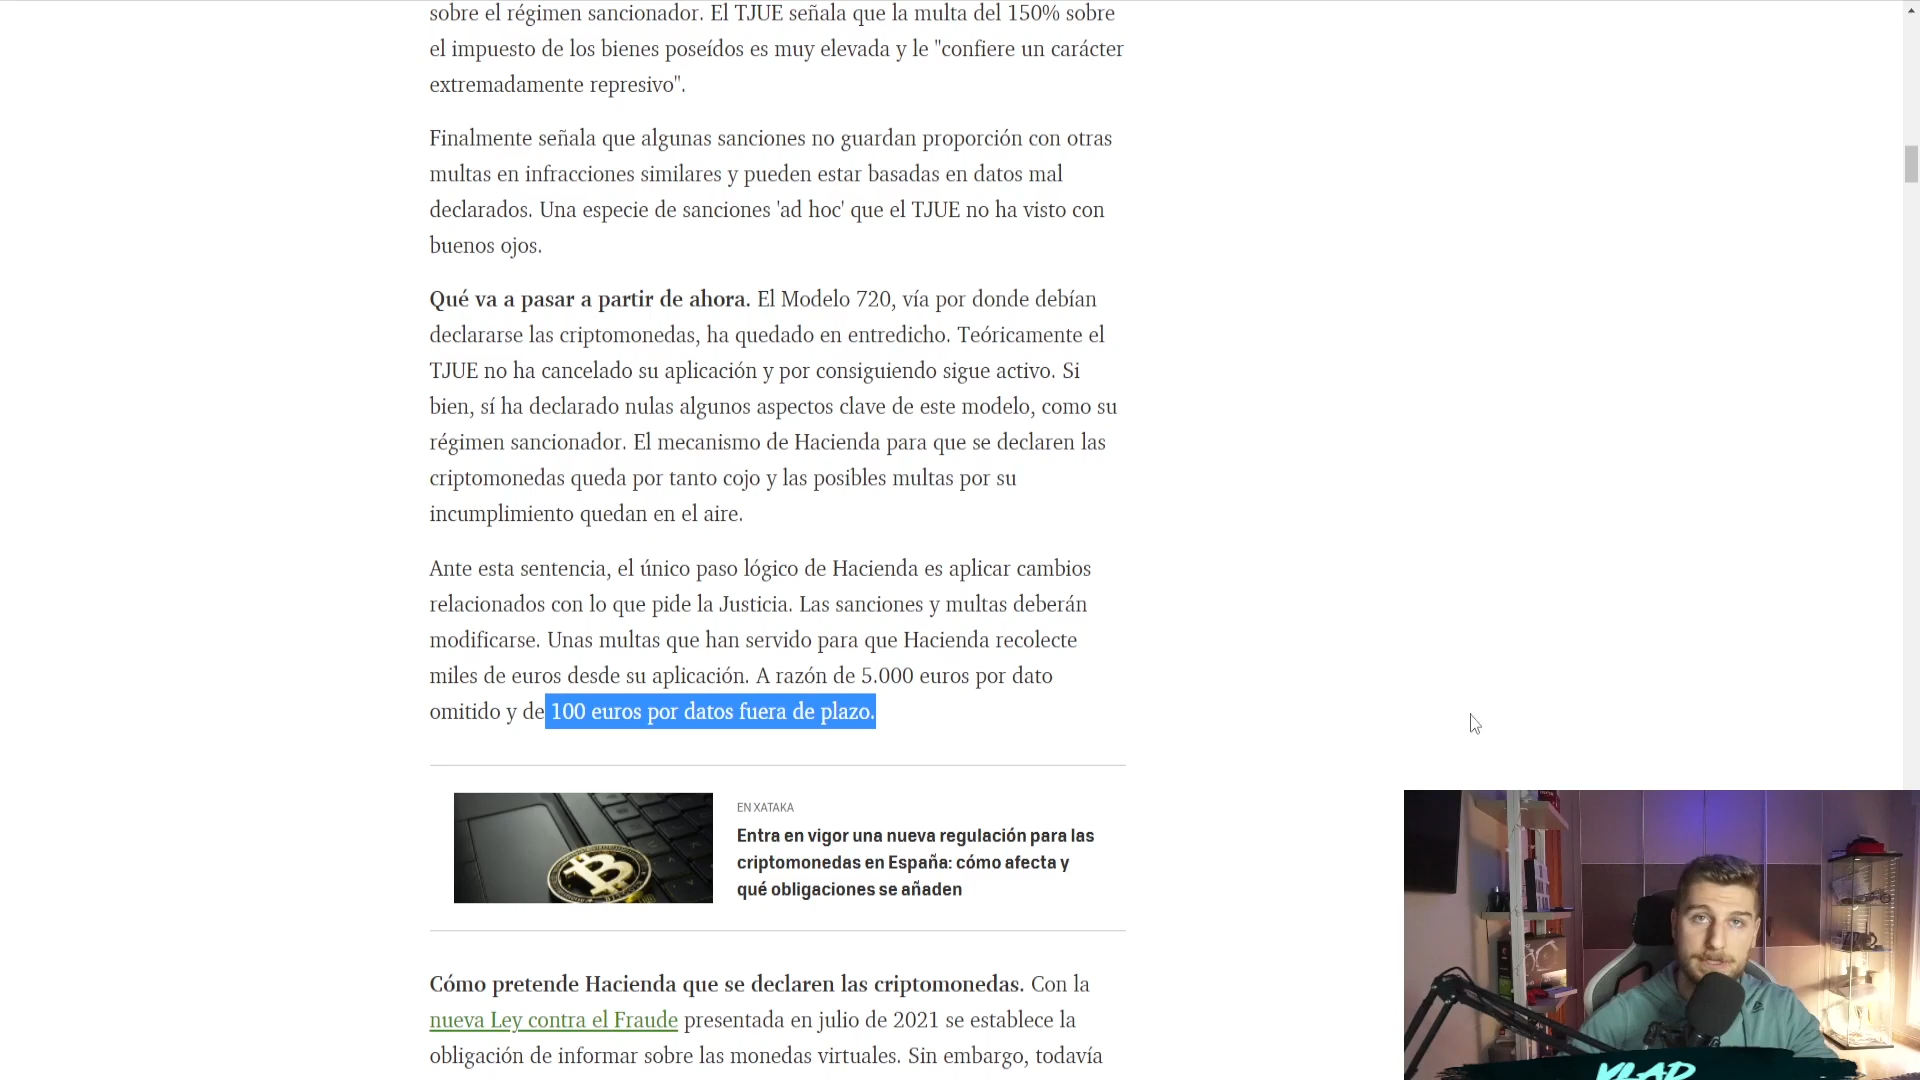 sobre el régimen sancionador. El TJUE señala que la multa del 150% sobre
el impuesto de los bienes poseídos es muy elevada y le "confiere un carácter
extremadamente represivo".
Finalmente señala que algunas sanciones no guardan proporción con otras
multas en infracciones similares y pueden estar basadas en datos mal
declarados. Una especie de sanciones 'ad hoc' que el TJUE no ha visto con
buenos ojos.
Qué va a pasar a partir de ahora. El Modelo 720, vía por donde debían
declararse las criptomonedas, ha quedado en entredicho. Teóricamente el
TJUE no ha cancelado su aplicación y por consiguiendo sigue activo. Si
bien, sí ha declarado nulas algunos aspectos clave de este modelo, como su
régimen sancionador. El mecanismo de Hacienda para que se declaren las
criptomonedas queda por tanto cojo y las posibles multas por su
incumplimiento quedan en el aire.
Ante esta sentencia, el único paso lógico de Hacienda es aplicar cambios
relacionados con lo que pide la Justicia. Las sanciones y multas deberán
modificarse. Unas multas que han servido para que Hacienda recolecte
miles de euros desde su aplicación. A razón de 5.000 euros por dato
omitido y de 100 euros por datos fuera de plazo.
EN XATAKA
Entra en vigor una nueva regulación para las
criptomonedas en España: cómo afecta y
qué obligaciones se añaden
Cómo pretende Hacienda que se declaren las criptomonedas. Con la
nueva Ley contra el Fraude presentada en julio de 2021 se establece la
obligación de informar sobre las monedas virtuales. Sin embargo, todavía
VLAD